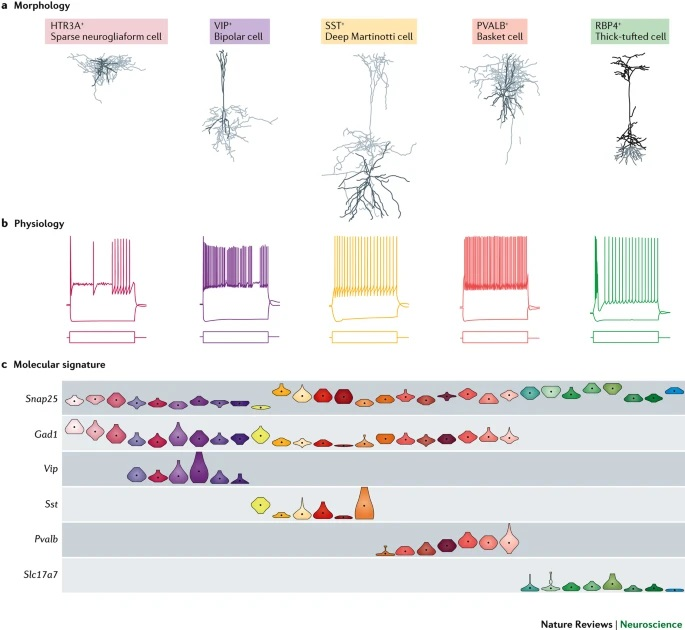 a Morphology
HTR3A⁺
Sparse neurogliaform cell
VIP⁺
Bipolar cell
SST⁺
Deep Martinotti cell
PVALB⁺
Basket cell
RBP4⁺
Thick-tufted cell
b Physiology
c Molecular signature
Snap25
Gad1
Vip
Sst
Pvalb
Slc17a7
Nature Reviews | Neuroscience